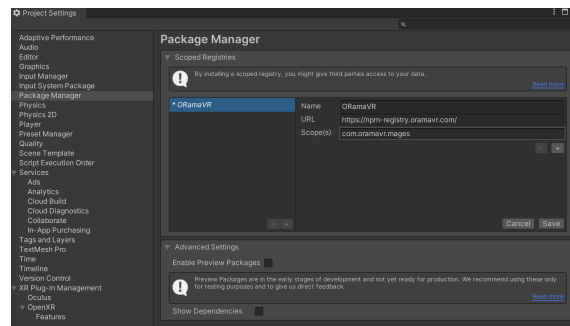 Project Settings
Adaptive Performance
Audio
Editor
Graphics
Input Manager
Input System Package
Package Manager
Physics
Physics 2D
Player
Preset Manager
Quality
Scene Template
Script Execution Order
Services
Ads
Analytics
Cloud Build
Cloud Diagnostics
Collaborate
In-App Purchasing
Tags and Layers
TextMesh Pro
Time
Timeline
Version Control
XR Plug-in Management
Oculus
OpenXR
Features
Package Manager
Scoped Registries
By installing a scoped registry, you might give third parties access to your data.
Read more
* ORamaVR
Name ORamaVR
URL https://npm-registry.oramavr.com/
Scope(s) com.oramavr.mages
- +
- +
Cancel Save
Advanced Settings
Enable Preview Packages
Preview Packages are in the early stages of development and not yet ready for production. We recommend using these only
for testing purposes and to give us direct feedback.
Read more
Show Dependencies